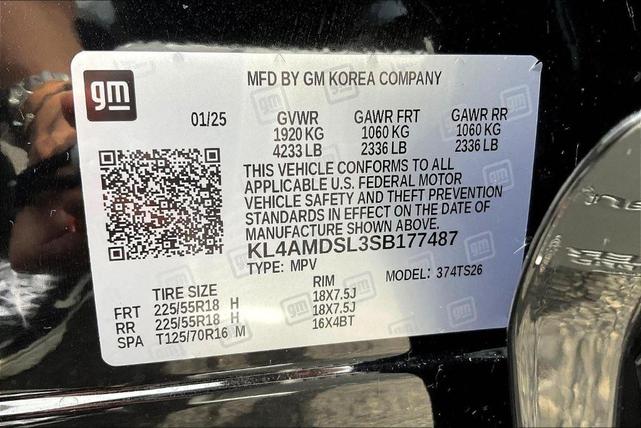 gm
MFD BY GM KOREA COMPANY
01/25 GVWR GAWR FRT GAWR RR
1920 KG 1060 KG 1060 KG
4233 LB 2336 LB 2336 LB
THIS VEHICLE CONFORMS TO ALL
APPLICABLE U.S. FEDERAL MOTOR
VEHICLE SAFETY AND THEFT PREVENTION
STANDARDS IN EFFECT ON THE DATE OF
MANUFACTURE SHOWN ABOVE.
KL4AMDSL3SB177487
TYPE: MPV MODEL: 374TS26
TIRE SIZE RIM
FRT 225/55R18 H 18X7.5J
RR 225/55R18 H 18X7.5J
SPA T125/70R16 M 16X4BT